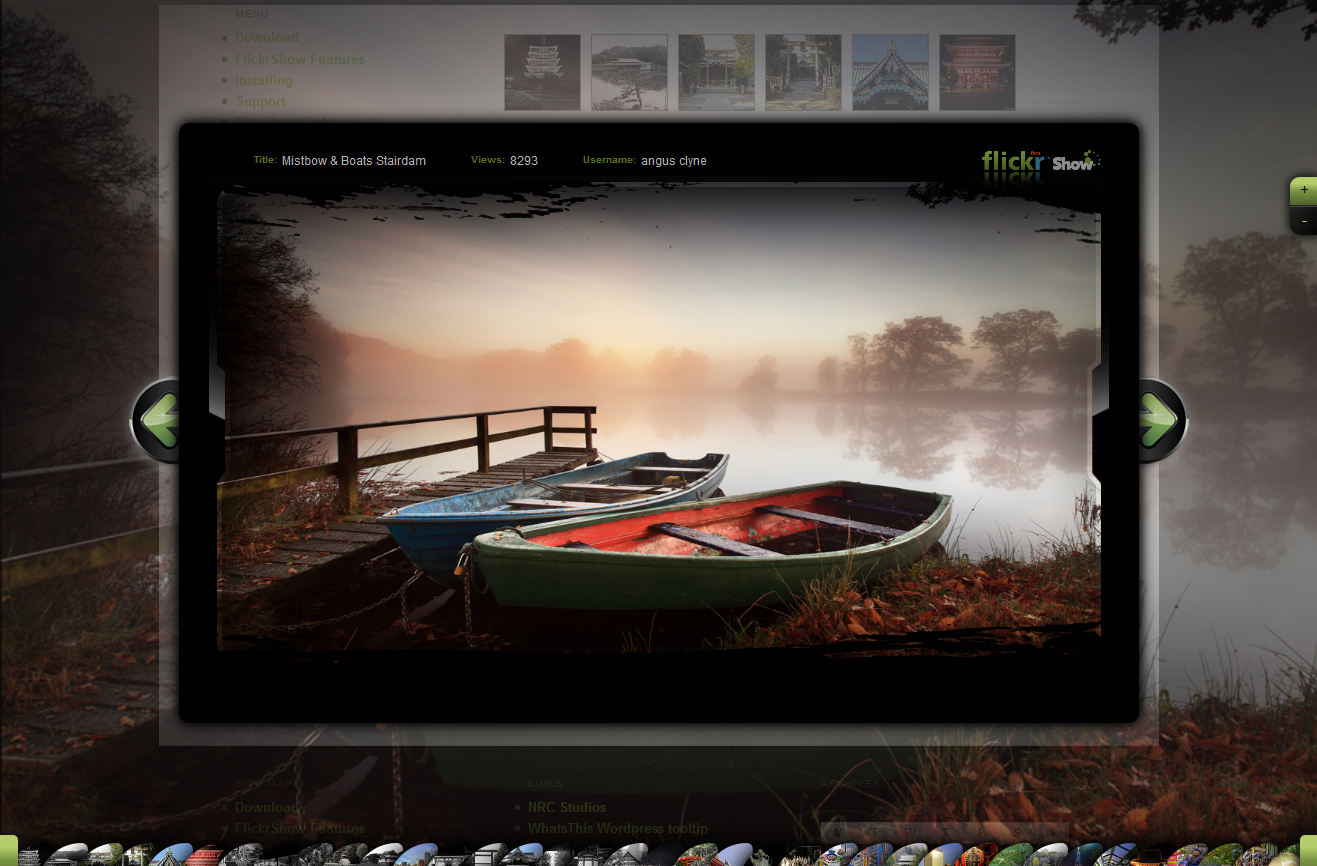 MENU
Download
FlickrShow Features
Installing
Support
Title: Mistbow & Boats Stairdam Views: 8293 Username: angus clyne
flickr Show
+
-
LINKS ARCHIVES
Download NRC Studios
FlickrShow Features WhatsThis Wordpress tooltip
M T W T F S S